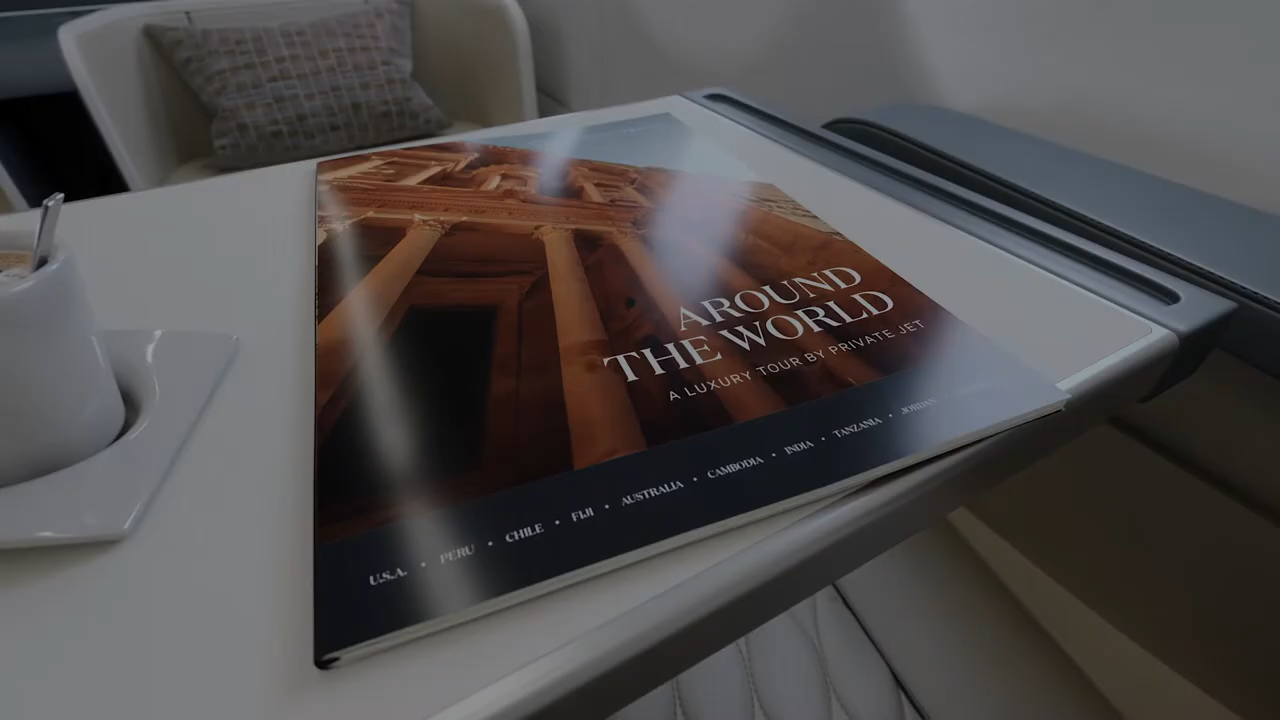 AROUND
THE WORLD
A LUXURY TOUR BY PRIVATE JET
U.S.A. • PERU • CHILE • FIJI • AUSTRALIA • CAMBODIA • INDIA • TANZANIA • JORDAN